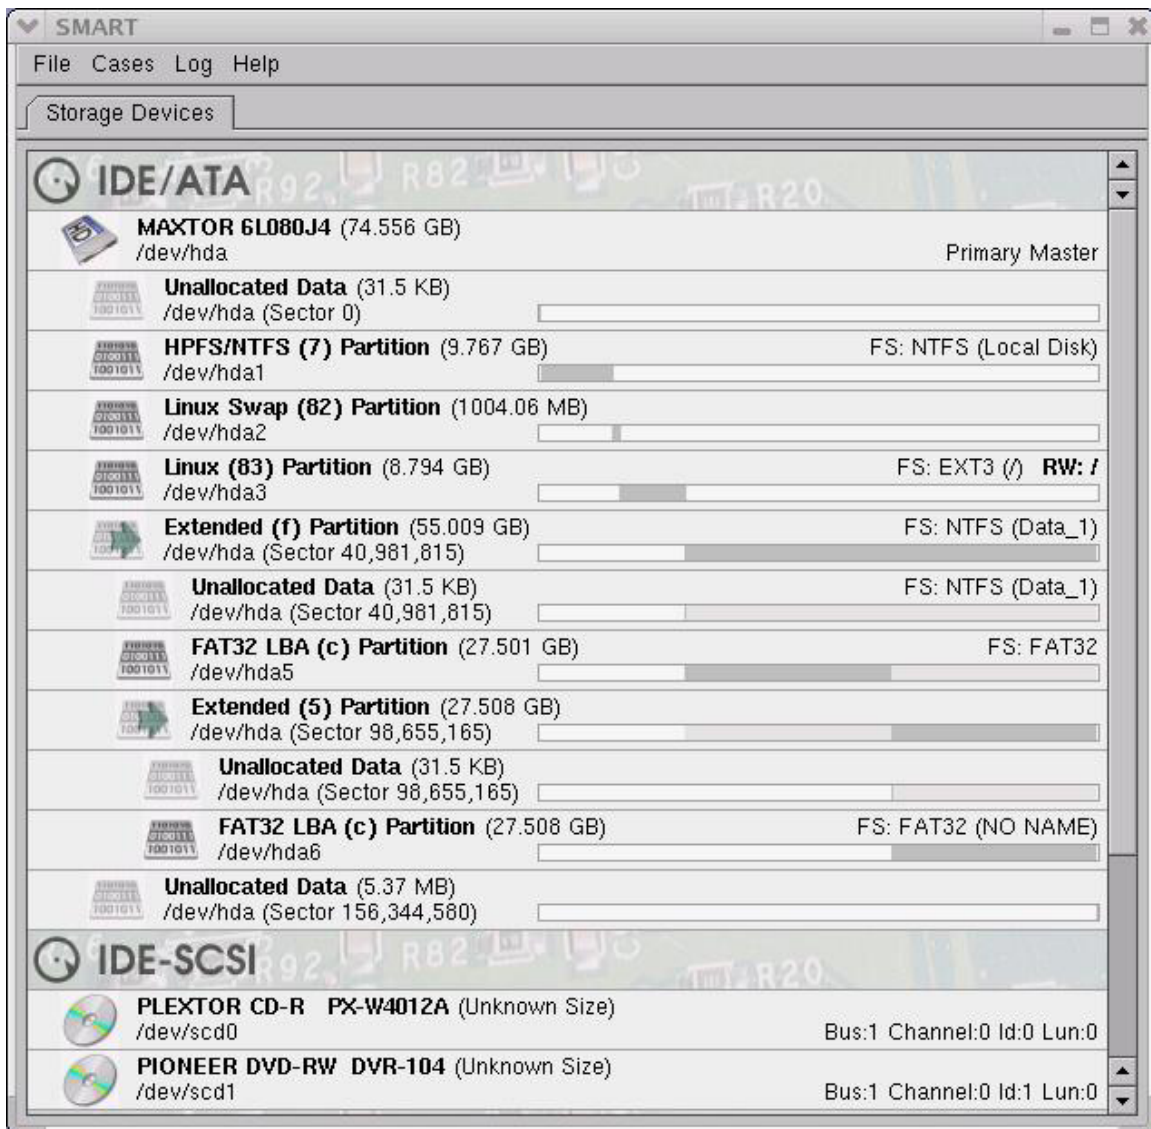 SMART
File Cases Log Help
Storage Devices
IDE/ATA
R92 R82 R20
MAXTOR 6L080J4 (74.556 GB)
/dev/hda Primary Master
Unallocated Data (31.5 KB)
/dev/hda (Sector 0)
HPFS/NTFS (7) Partition (9.767 GB) FS: NTFS (Local Disk)
/dev/hda1
Linux Swap (82) Partition (1004.06 MB)
/dev/hda2
Linux (83) Partition (8.794 GB) FS: EXT3 (/) RW: /
/dev/hda3
Extended (f) Partition (55.009 GB) FS: NTFS (Data_1)
/dev/hda (Sector 40,981,815)
Unallocated Data (31.5 KB) FS: NTFS (Data_1)
/dev/hda (Sector 40,981,815)
FAT32 LBA (c) Partition (27.501 GB) FS: FAT32
/dev/hda5
Extended (5) Partition (27.508 GB)
/dev/hda (Sector 98,655,165)
Unallocated Data (31.5 KB)
/dev/hda (Sector 98,655,165)
FAT32 LBA (c) Partition (27.508 GB) FS: FAT32 (NO NAME)
/dev/hda6
Unallocated Data (5.37 MB)
/dev/hda (Sector 156,344,580)
IDE-SCSI
R92 R82 R20
PLEXTOR CD-R PX-W4012A (Unknown Size)
/dev/scd0 Bus:1 Channel:0 Id:0 Lun:0
PIONEER DVD-RW DVR-104 (Unknown Size)
/dev/scd1 Bus:1 Channel:0 Id:1 Lun:0